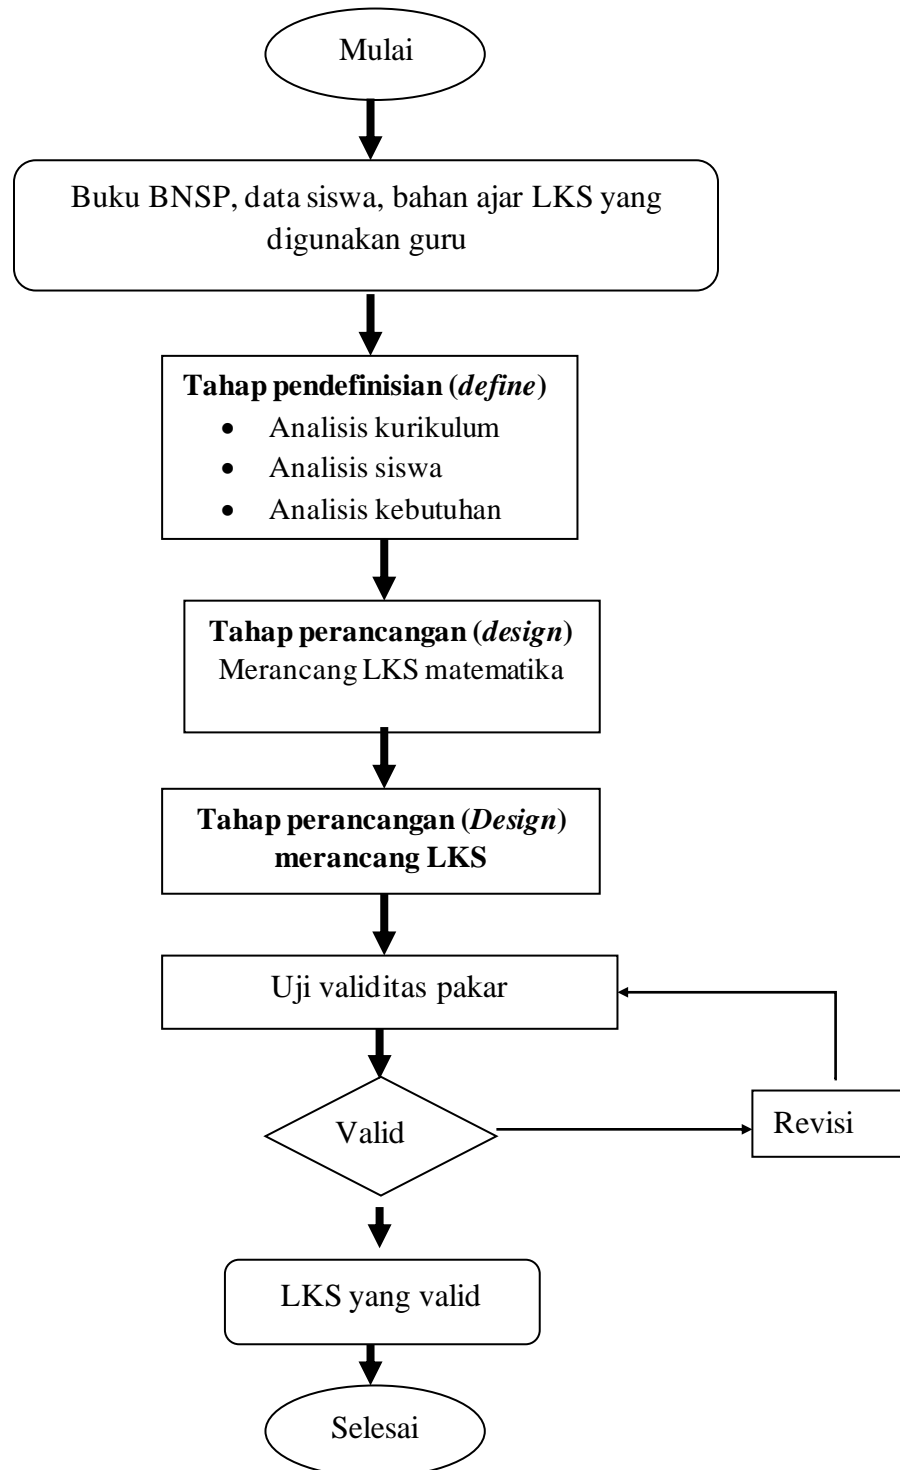 Mulai
Buku BNSP, data siswa, bahan ajar LKS yang
digunakan guru
Tahap pendefinisian (define)
• Analisis kurikulum
• Analisis siswa
• Analisis kebutuhan
Tahap perancangan (design)
Merancang LKS matematika
Tahap perancangan (Design)
merancang LKS
Uji validitas pakar
Valid
Revisi
LKS yang valid
Selesai